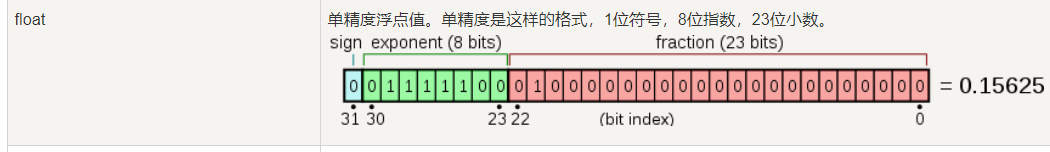 float 单精度浮点值。单精度是这样的格式，1位符号，8位指数，23位小数。
sign exponent (8 bits) fraction (23 bits)
0 0 1 1 1 1 1 0 0 0 1 0 0 0 0 0 0 0 0 0 0 0 0 0 0 0 0 0 0 0 0 0 = 0.15625
31 30 23 22 (bit index) 0